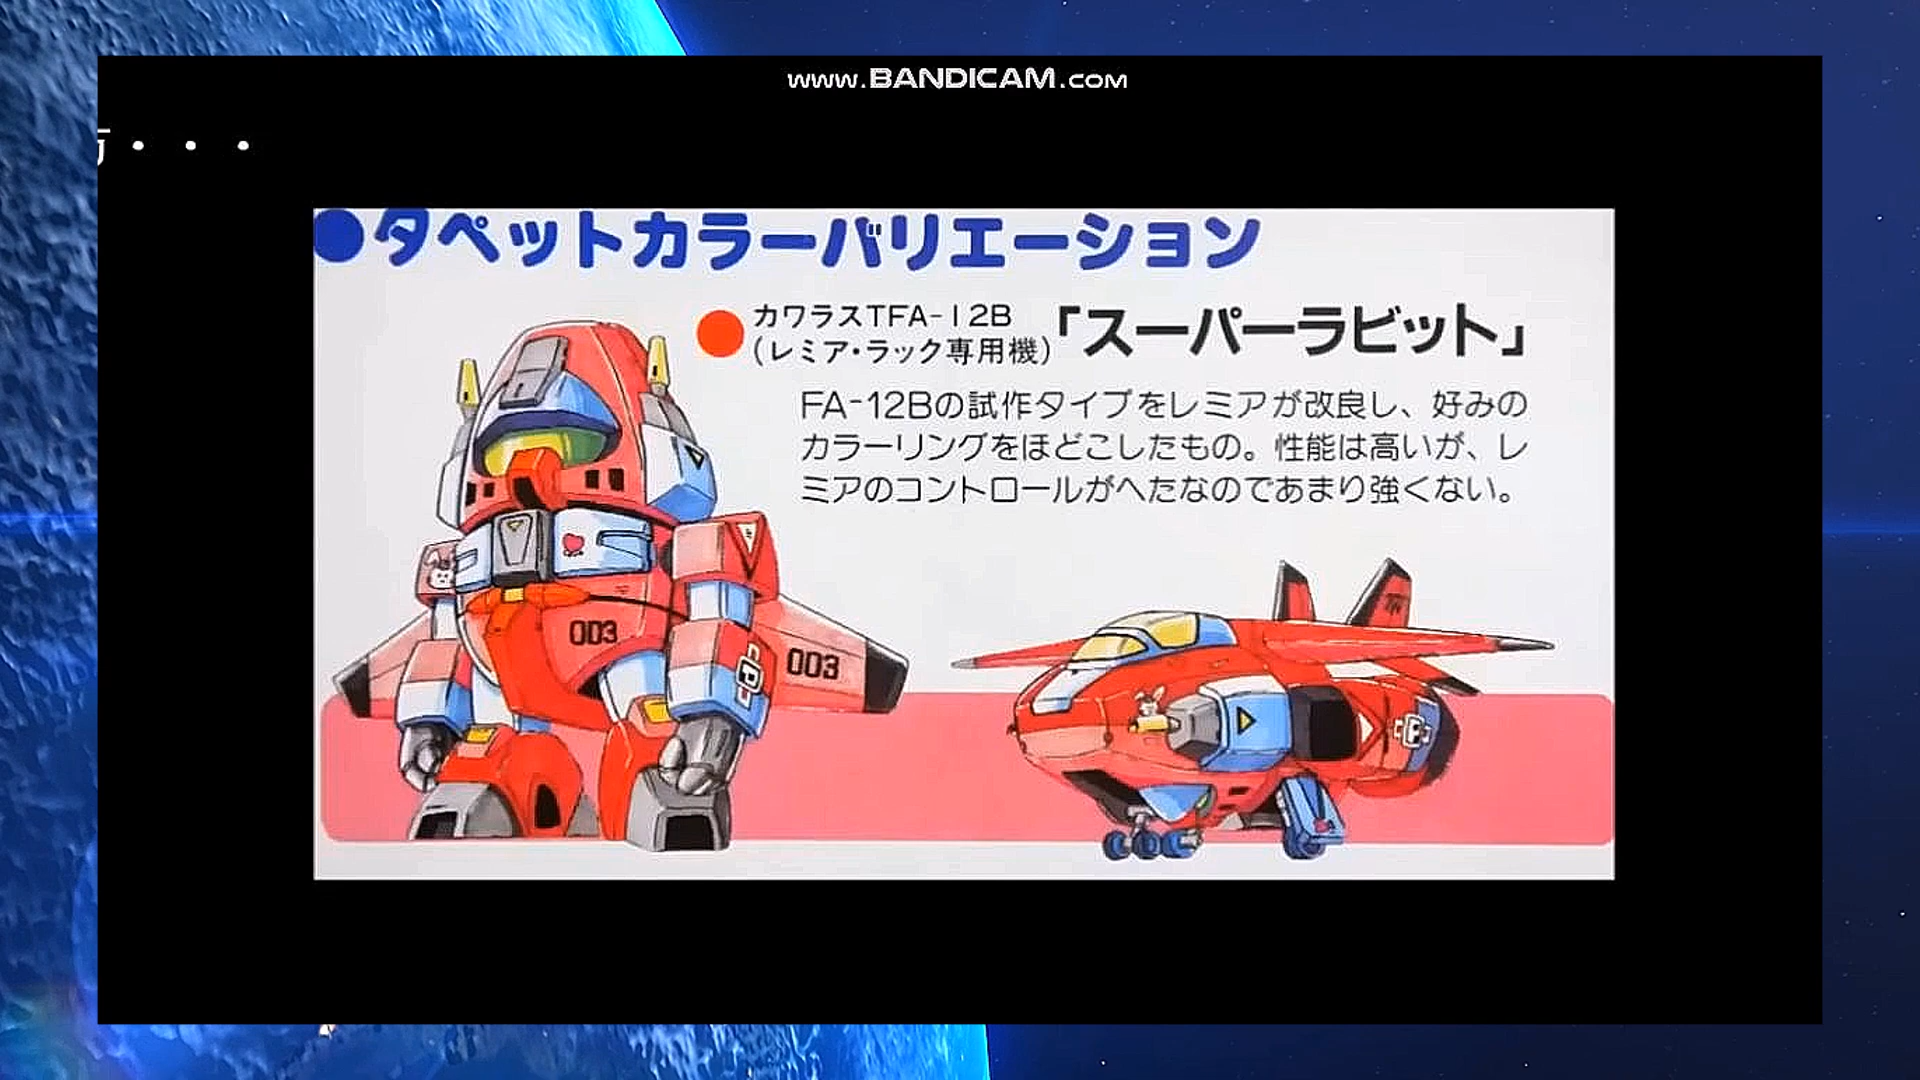 www.BANDICAM.com
・・・
●タペットカラーバリエーション
カワラスTFA-12B
(レミア・ラック専用機)
「スーパーラビット」
FA-12Bの試作タイプをレミアが改良し、好みの
カラーリングをほどこしたもの。性能は高いが、レ
ミアのコントロールがへたなのであまり強くない。
003
003